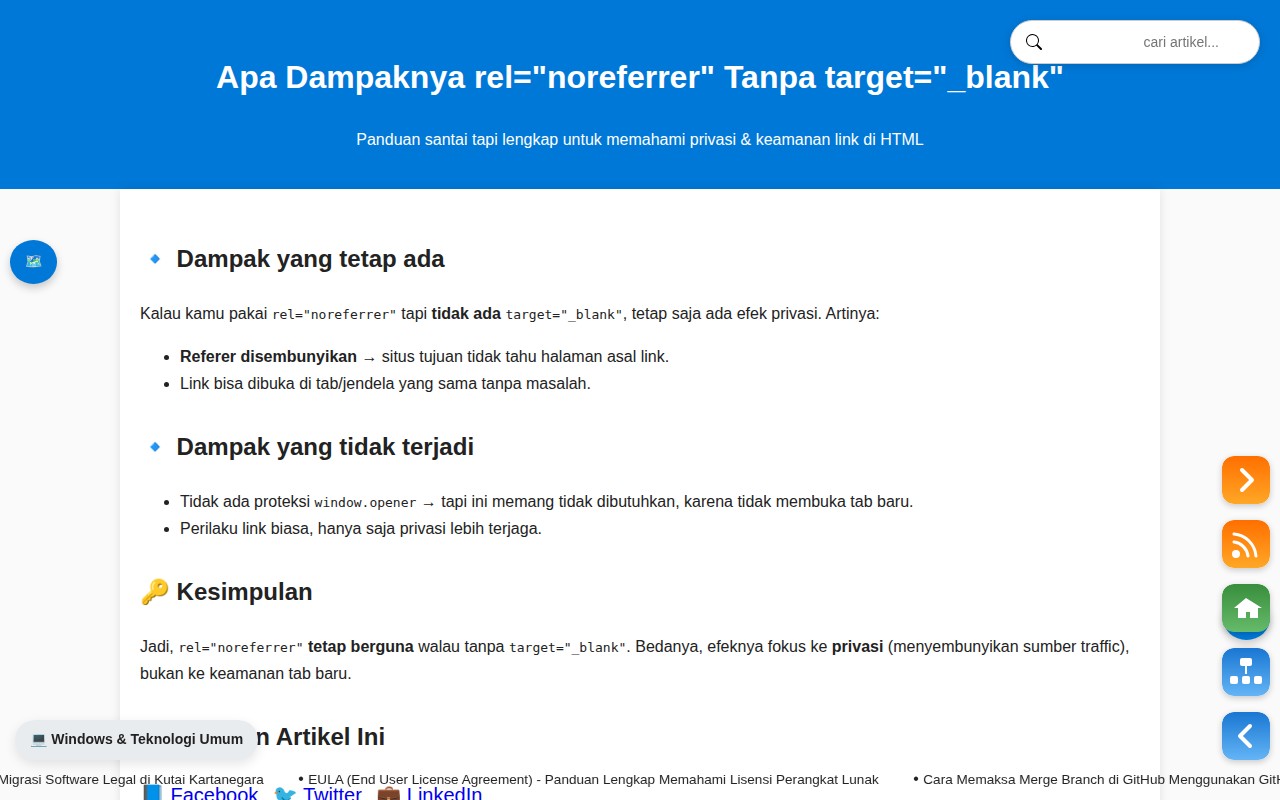 cari artikel...
Apa Dampaknya rel="noreferrer" Tanpa target="_blank"
Panduan santai tapi lengkap untuk memahami privasi & keamanan link di HTML
Dampak yang tetap ada
Kalau kamu pakai rel="noreferrer" tapi tidak ada target="_blank", tetap saja ada efek privasi. Artinya:
• Referer disembunyikan → situs tujuan tidak tahu halaman asal link.
• Link bisa dibuka di tab/jendela yang sama tanpa masalah.
Dampak yang tidak terjadi
• Tidak ada proteksi window.opener → tapi ini memang tidak dibutuhkan, karena tidak membuka tab baru.
• Perilaku link biasa, hanya saja privasi lebih terjaga.
🔑 Kesimpulan
Jadi, rel="noreferrer" tetap berguna walau tanpa target="_blank". Bedanya, efeknya fokus ke privasi (menyembunyikan sumber traffic),
bukan ke keamanan tab baru.
Artikel Ini
💻 Windows & Teknologi Umum
Migrasi Software Legal di Kutai Kartanegara • EULA (End User License Agreement) - Panduan Lengkap Memahami Lisensi Perangkat Lunak • Cara Memaksa Merge Branch di GitHub Menggunakan
📘 Facebook 🐦 Twitter 💼 LinkedIn